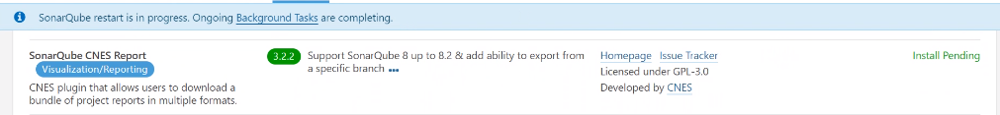 SonarQube restart is in progress. Ongoing Background Tasks are completing.
SonarQube CNES Report
Visualization/Reporting
CNES plugin that allows users to download a
bundle of project reports in multiple formats.
3.2.2
Support SonarQube 8 up to 8.2 & add ability to export from
a specific branch •••
Homepage Issue Tracker
Licensed under GPL-3.0
Developed by CNES
Install Pending